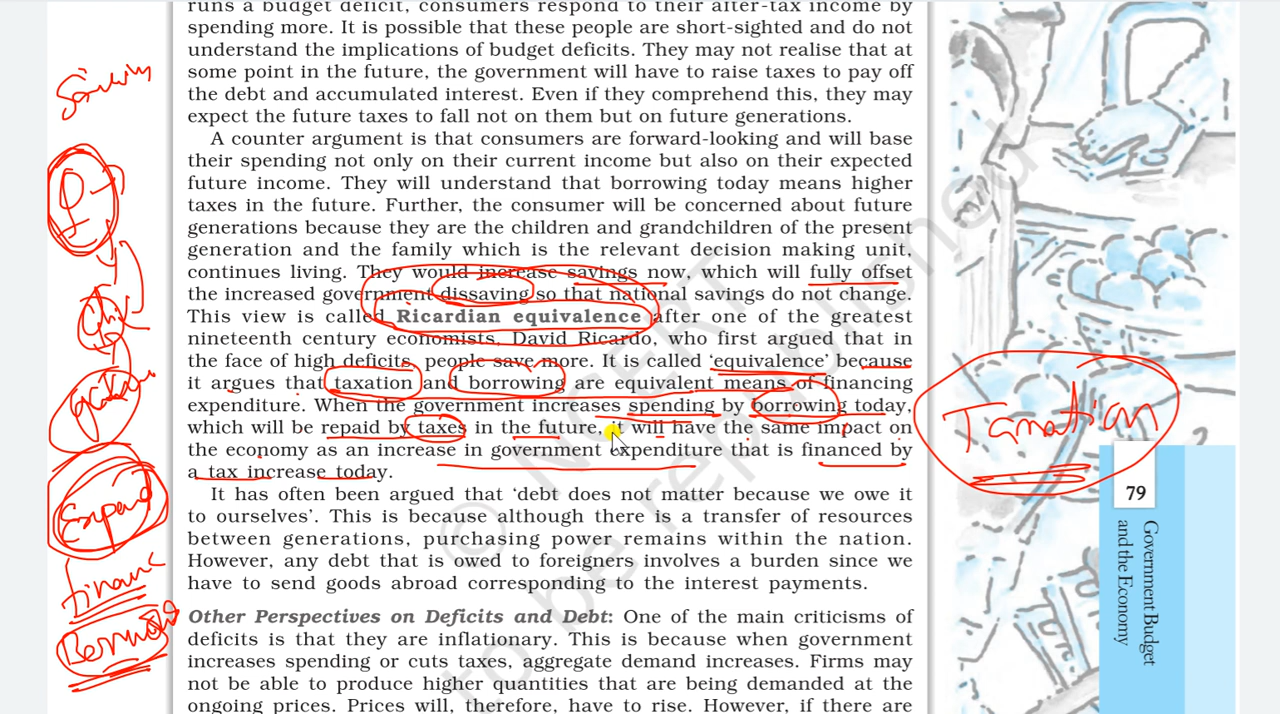 runs a budget deficit, consumers respond to their after-tax income by
spending more. It is possible that these people are short-sighted and do not
understand the implications of budget deficits. They may not realise that at
some point in the future, the government will have to raise taxes to pay off
the debt and accumulated interest. Even if they comprehend this, they may
expect the future taxes to fall not on them but on future generations.
A counter argument is that consumers are forward-looking and will base
their spending not only on their current income but also on their expected
future income. They will understand that borrowing today means higher
taxes in the future. Further, the consumer will be concerned about future
generations because they are the children and grandchildren of the present
generation and the family which is the relevant decision making unit,
continues living. They would increase savings now, which will fully offset
the increased government dissaving so that national savings do not change.
This view is called Ricardian equivalence after one of the greatest
nineteenth century economists, David Ricardo, who first argued that in
the face of high deficits, people save more. It is called ‘equivalence’ because
it argues that taxation and borrowing are equivalent means of financing
expenditure. When the government increases spending by borrowing today,
which will be repaid by taxes in the future, it will have the same impact on
the economy as an increase in government expenditure that is financed by
a tax increase today.
It has often been argued that ‘debt does not matter because we owe it
to ourselves’. This is because although there is a transfer of resources
between generations, purchasing power remains within the nation.
However, any debt that is owed to foreigners involves a burden since we
have to send goods abroad corresponding to the interest payments.
Other Perspectives on Deficits and Debt: One of the main criticisms of
deficits is that they are inflationary. This is because when government
increases spending or cuts taxes, aggregate demand increases. Firms may
not be able to produce higher quantities that are being demanded at the
ongoing prices. Prices will, therefore, have to rise. However, if there are
Taxation
79
Government Budget
and the Economy
© NCERT
to be republished